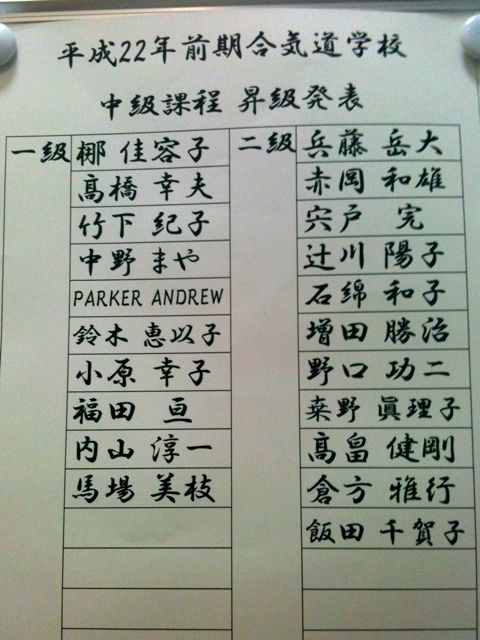 平成22年前期合気道学校
中級課程 昇級発表
一級
梛 佳容子
髙橋 幸夫
竹下 紀子
中野 まや
PARKER ANDREW
鈴木 恵以子
小原 幸子
福田 亘
内山 淳一
馬場 美枝
二級
兵藤 岳大
赤岡 和雄
宍戸 完
辻川 陽子
石綿 和子
増田 勝治
野口 功二
桒野 眞理子
高畠 健剛
倉方 雅行
飯田 千賀子